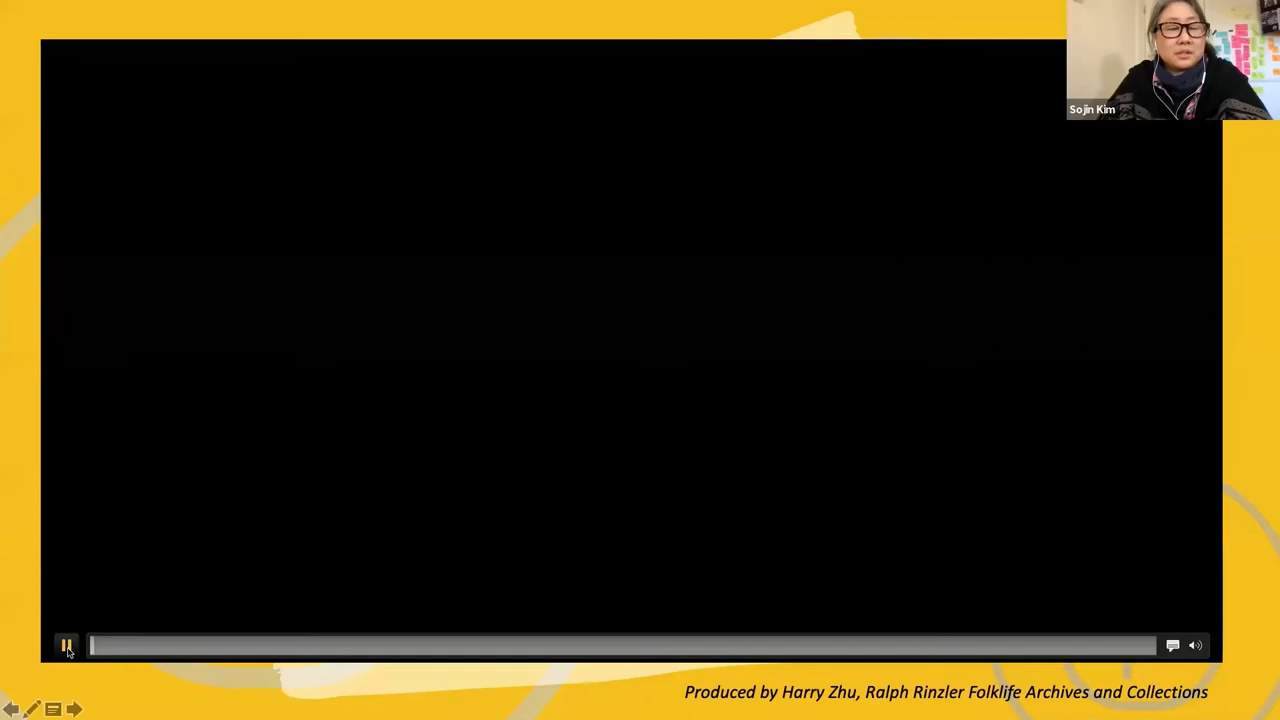 Sojin Kim
Produced by Harry Zhu, Ralph Rinzler Folklife Archives and Collections